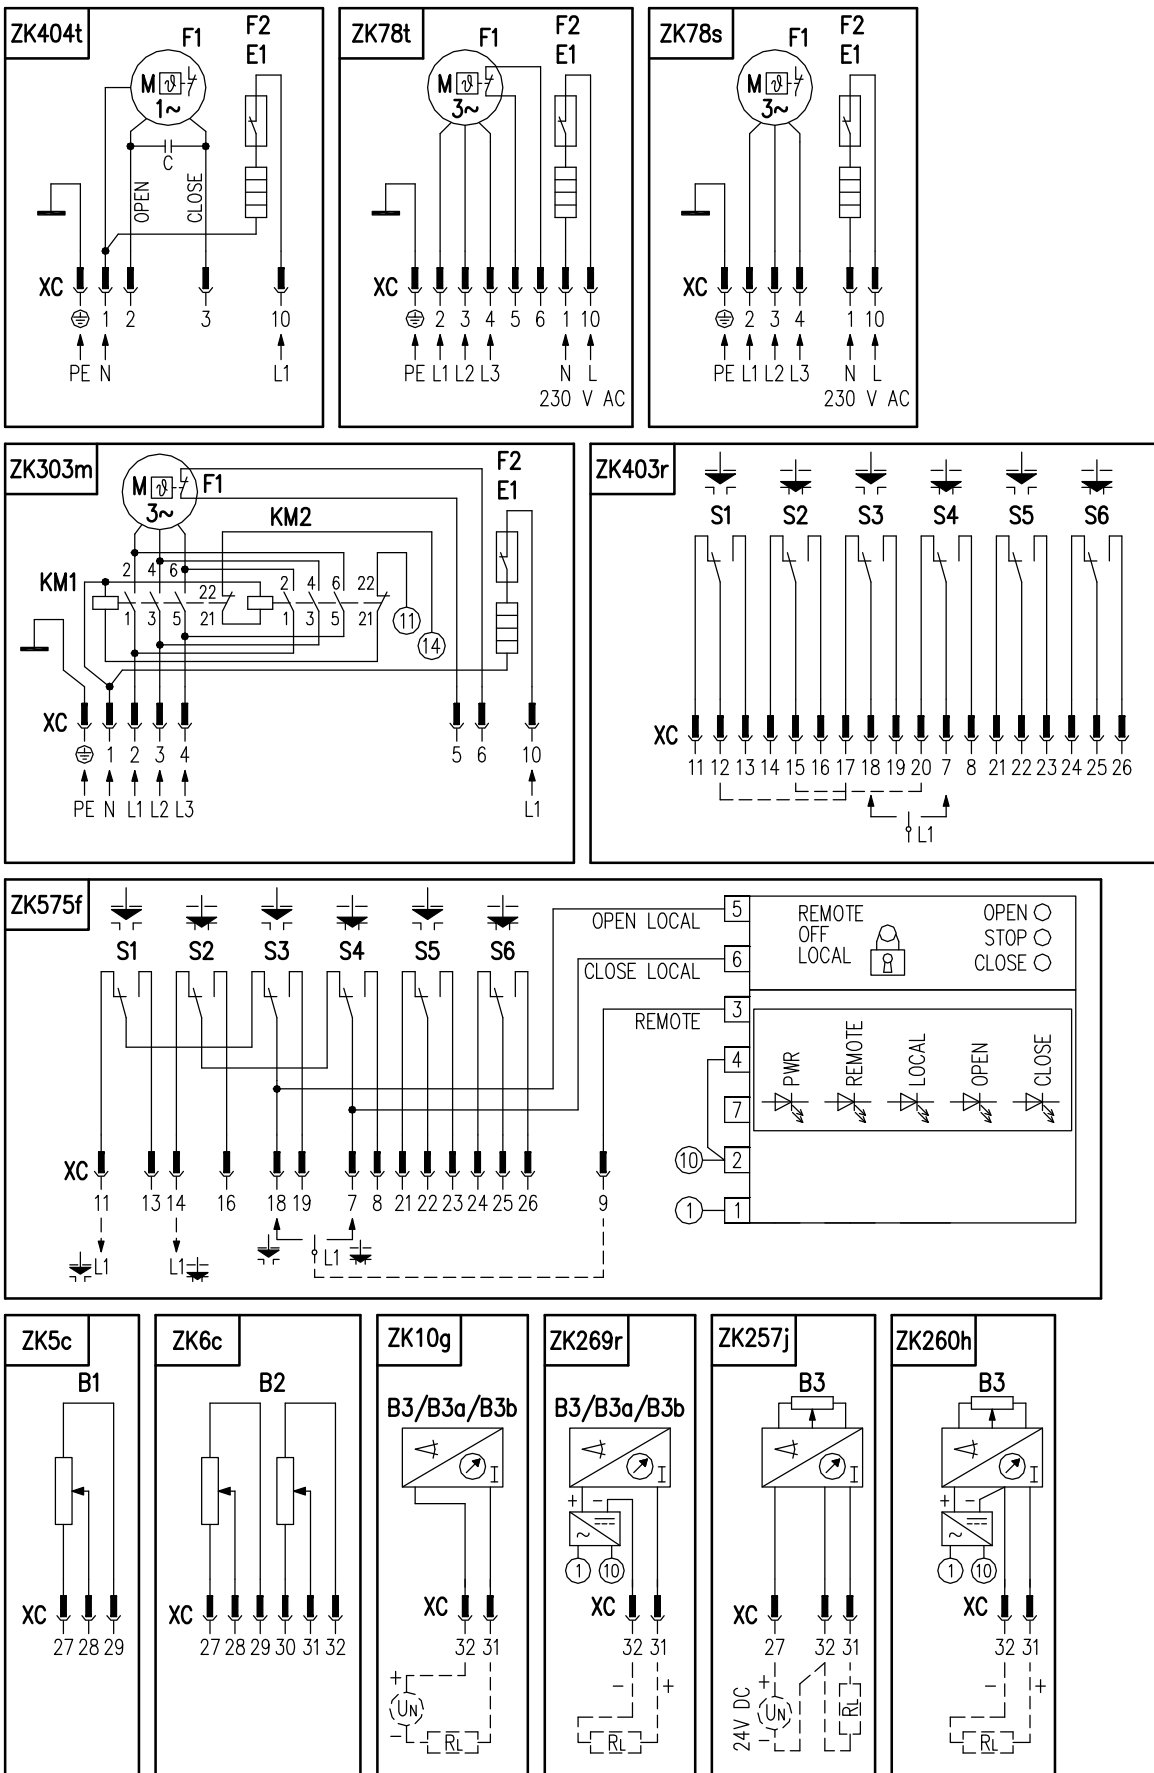 ZK404t
F1
F2
E1
M ϑ
1~
C
OPEN
CLOSE
XC
1 2 3 10
PE N L1
ZK78t
F1
F2
E1
M ϑ
3~
XC
2 3 4 5 6 1 10
PE L1 L2 L3 N L
230 V AC
ZK78s
F1
F2
E1
M ϑ
3~
XC
2 3 4 1 10
PE L1 L2 L3 N L
230 V AC
ZK303m
M ϑ F1
3~
F2
E1
KM2
KM1
2 4 6 22 2 4 6 22
1 3 5 21 1 3 5 21
11
14
XC
1 2 3 4 5 6 10
PE N L1 L2 L3 L1
ZK403r
S1 S2 S3 S4 S5 S6
XC
11 12 13 14 15 16 17 18 19 20 7 8 21 22 23 24 25 26
L1
ZK575f
S1 S2 S3 S4 S5 S6
OPEN LOCAL 5
CLOSE LOCAL 6
REMOTE 3
4
7
10 2
1 1
REMOTE
OFF
LOCAL
OPEN
STOP
CLOSE
PWR
REMOTE
LOCAL
OPEN
CLOSE
XC
11 13 14 16 18 19 7 8 21 22 23 24 25 26 9
L1 L1 L1
ZK5c
B1
XC
27 28 29
ZK6c
B2
XC
27 28 29 30 31 32
ZK10g
B3/B3a/B3b
I
XC
32 31
+
UN
-
RL
ZK269r
B3/B3a/B3b
I
+ -
~
1 10
XC
32 31
- +
RL
ZK257j
B3
I
XC
27 32 31
24V DC
+
UN
-
RL
ZK260h
B3
I
+ -
~
1 10
XC
32 31
- +
RL